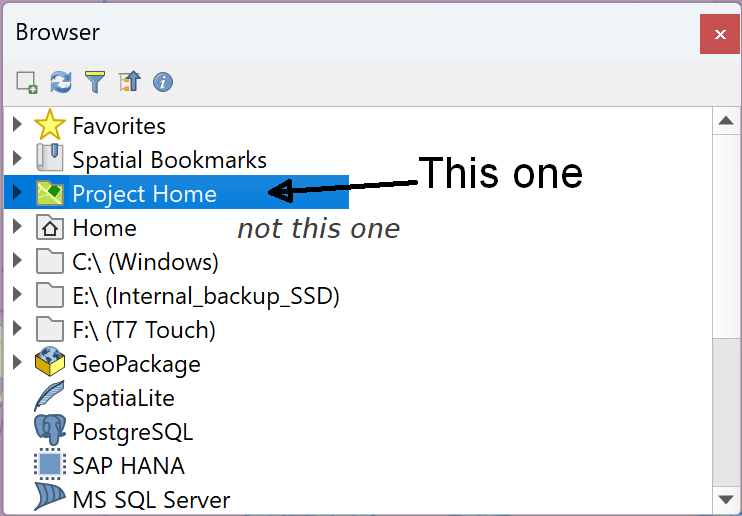 Browser
Favorites
Spatial Bookmarks
Project Home
This one
Home
not this one
C:\ (Windows)
E:\ (Internal_backup_SSD)
F:\ (T7 Touch)
GeoPackage
SpatiaLite
PostgreSQL
SAP HANA
MS SQL Server